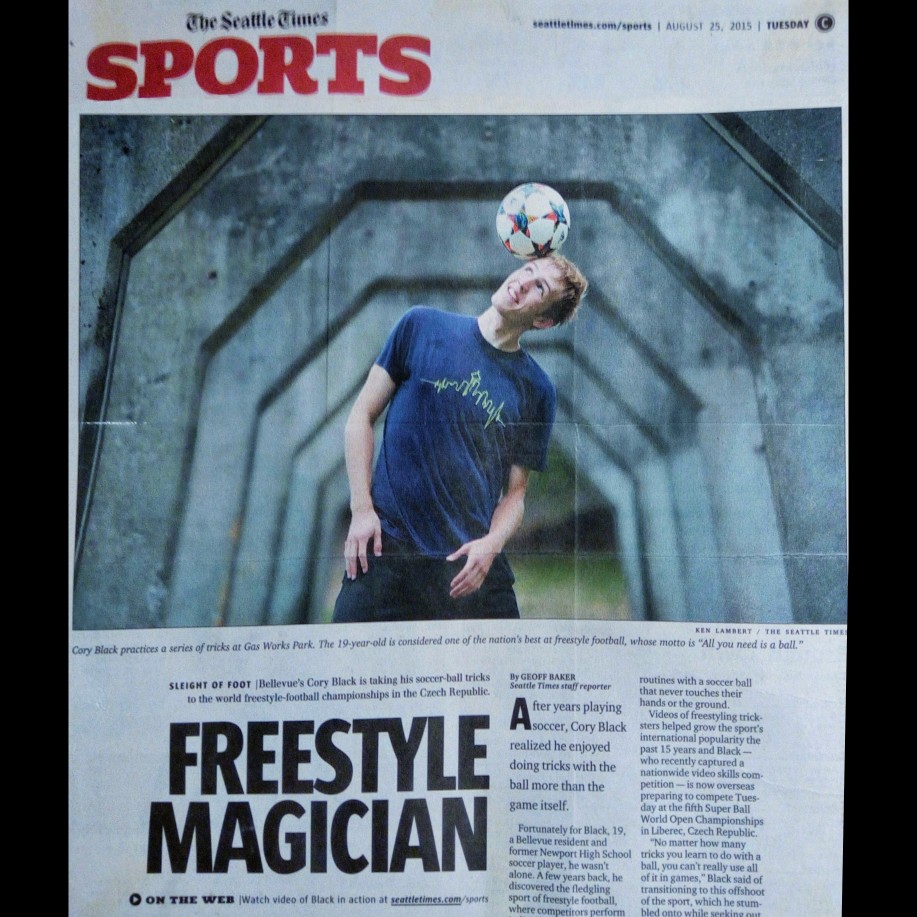 The Seattle Times
SPORTS
seattletimes.com/sports | AUGUST 25, 2015 | TUESDAY C
KEN LAMBERT / THE SEATTLE TIMES
Cory Black practices a series of tricks at Gas Works Park. The 19-year-old is considered one of the nation's best at freestyle football, whose motto is "All you need is a ball."
SLEIGHT OF FOOT | Bellevue's Cory Black is taking his soccer-ball tricks
to the world freestyle-football championships in the Czech Republic.
FREESTYLE
MAGICIAN
ON THE WEB | Watch video of Black in action at seattletimes.com/sports
By GEOFF BAKER
Seattle Times staff reporter
After years playing
soccer, Cory Black
realized he enjoyed
doing tricks with the
ball more than the
game itself.
Fortunately for Black, 19,
a Bellevue resident and
former Newport High School
soccer player, he wasn't
alone. A few years back, he
discovered the fledgling
sport of freestyle football,
where competitors perform
routines with a soccer ball
that never touches their
hands or the ground.
Videos of freestyling trick-
sters helped grow the sport's
international popularity the
past 15 years and Black —
who recently captured a
nationwide video skills com-
petition — is now overseas
preparing to compete Tues-
day at the fifth Super Ball
World Open Championships
in Liberec, Czech Republic.
"No matter how many
tricks you learn to do with a
ball, you can't really use all
of it in games," Black said of
transitioning to this offshoot
of the sport, which he stum-
bled onto while seeking out